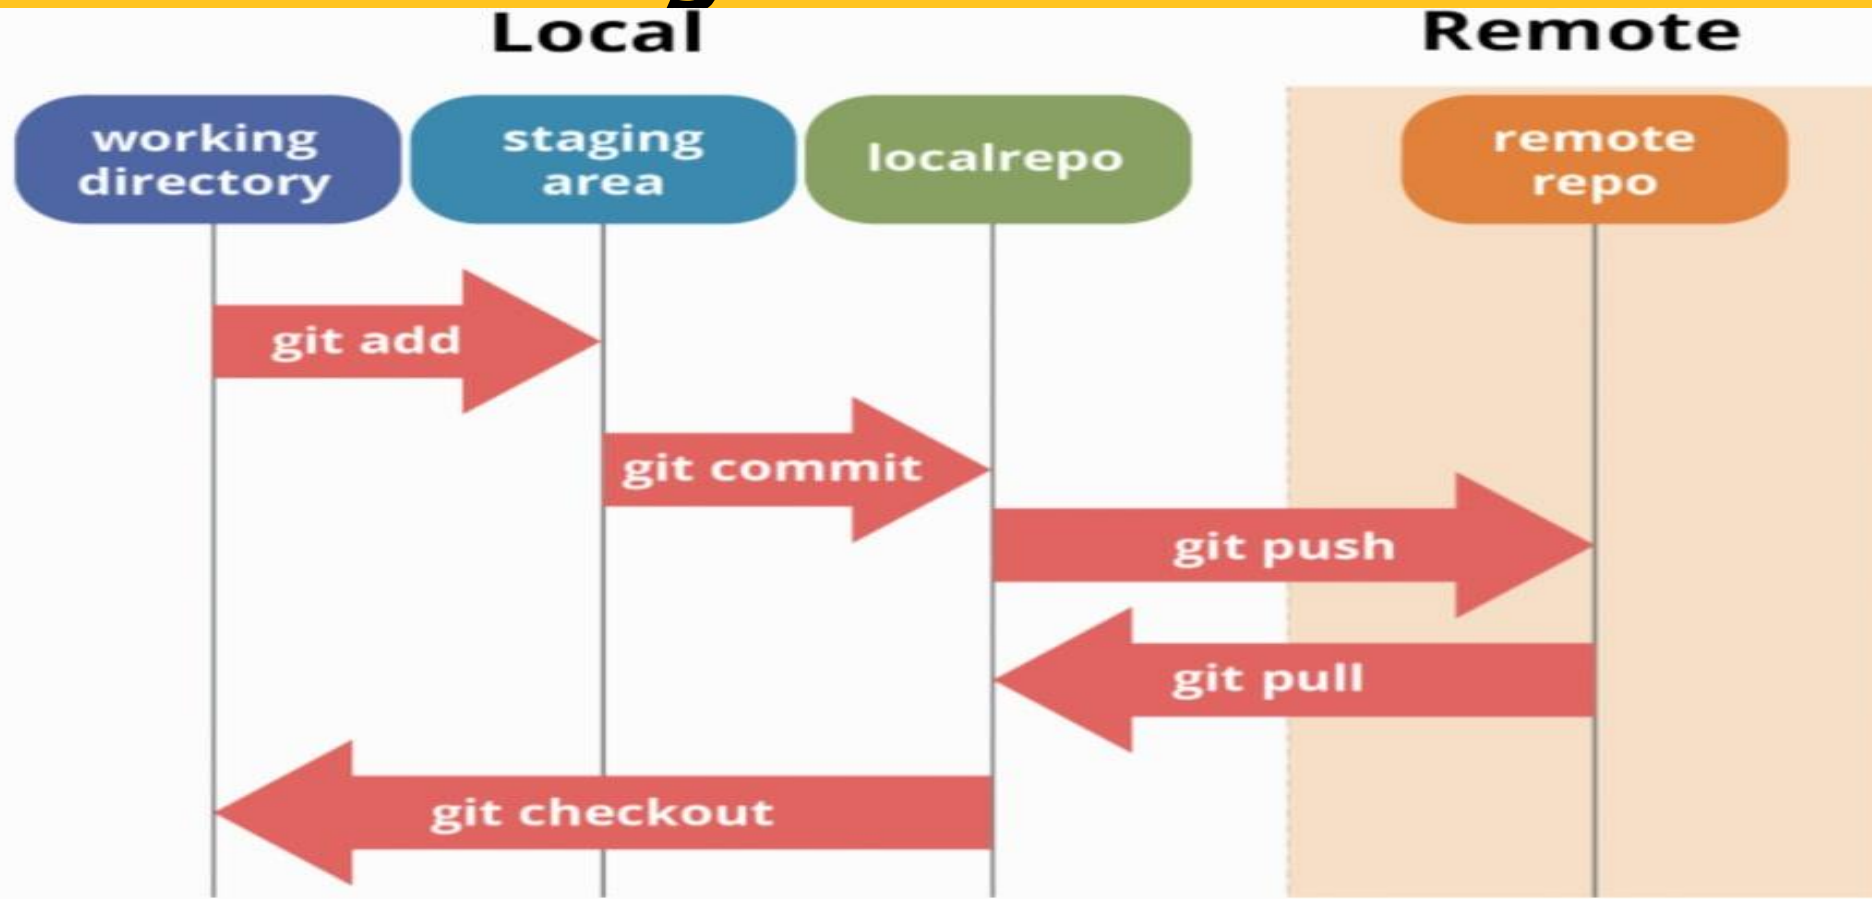 Local
Remote
working
directory
staging
area
localrepo
remote
repo
git add
git commit
git push
git pull
git checkout